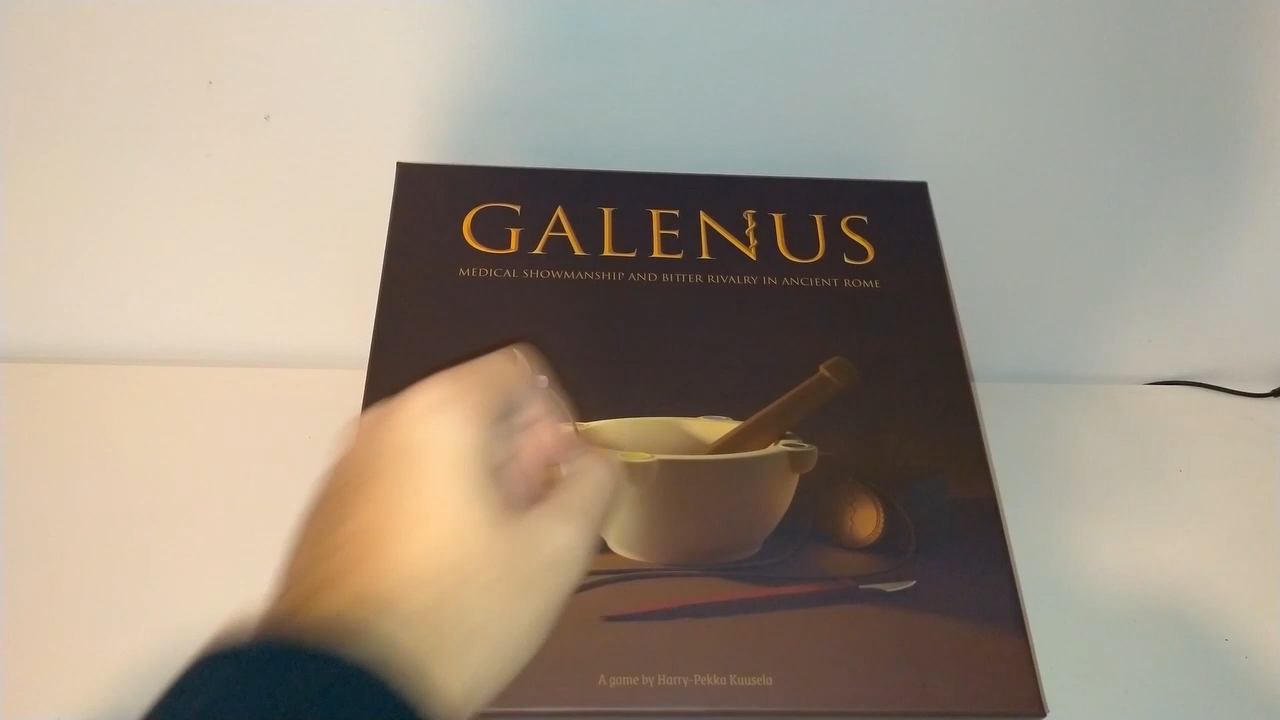 GALENUS
MEDICAL SHOWMANSHIP AND BITTER RIVALRY IN ANCIENT ROME
A game by Harry-Pekka Kuusela